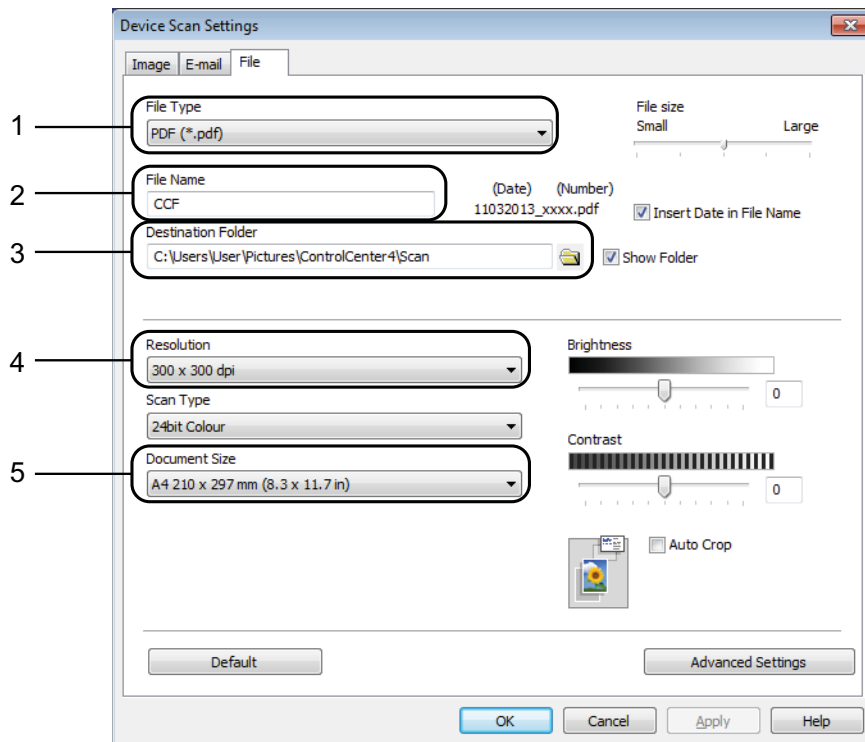 Device Scan Settings
Image E-mail File
1
File Type
PDF (*.pdf)
File size
Small Large
2
File Name
CCF
(Date) (Number)
11032013_xxxx.pdf
Insert Date in File Name
3
Destination Folder
C:\Users\User\Pictures\ControlCenter4\Scan
Show Folder
4
Resolution
300 x 300 dpi
Brightness
0
Scan Type
24bit Colour
Contrast
0
5
Document Size
A4 210 x 297 mm (8.3 x 11.7 in)
Auto Crop
Default Advanced Settings
OK Cancel Apply Help